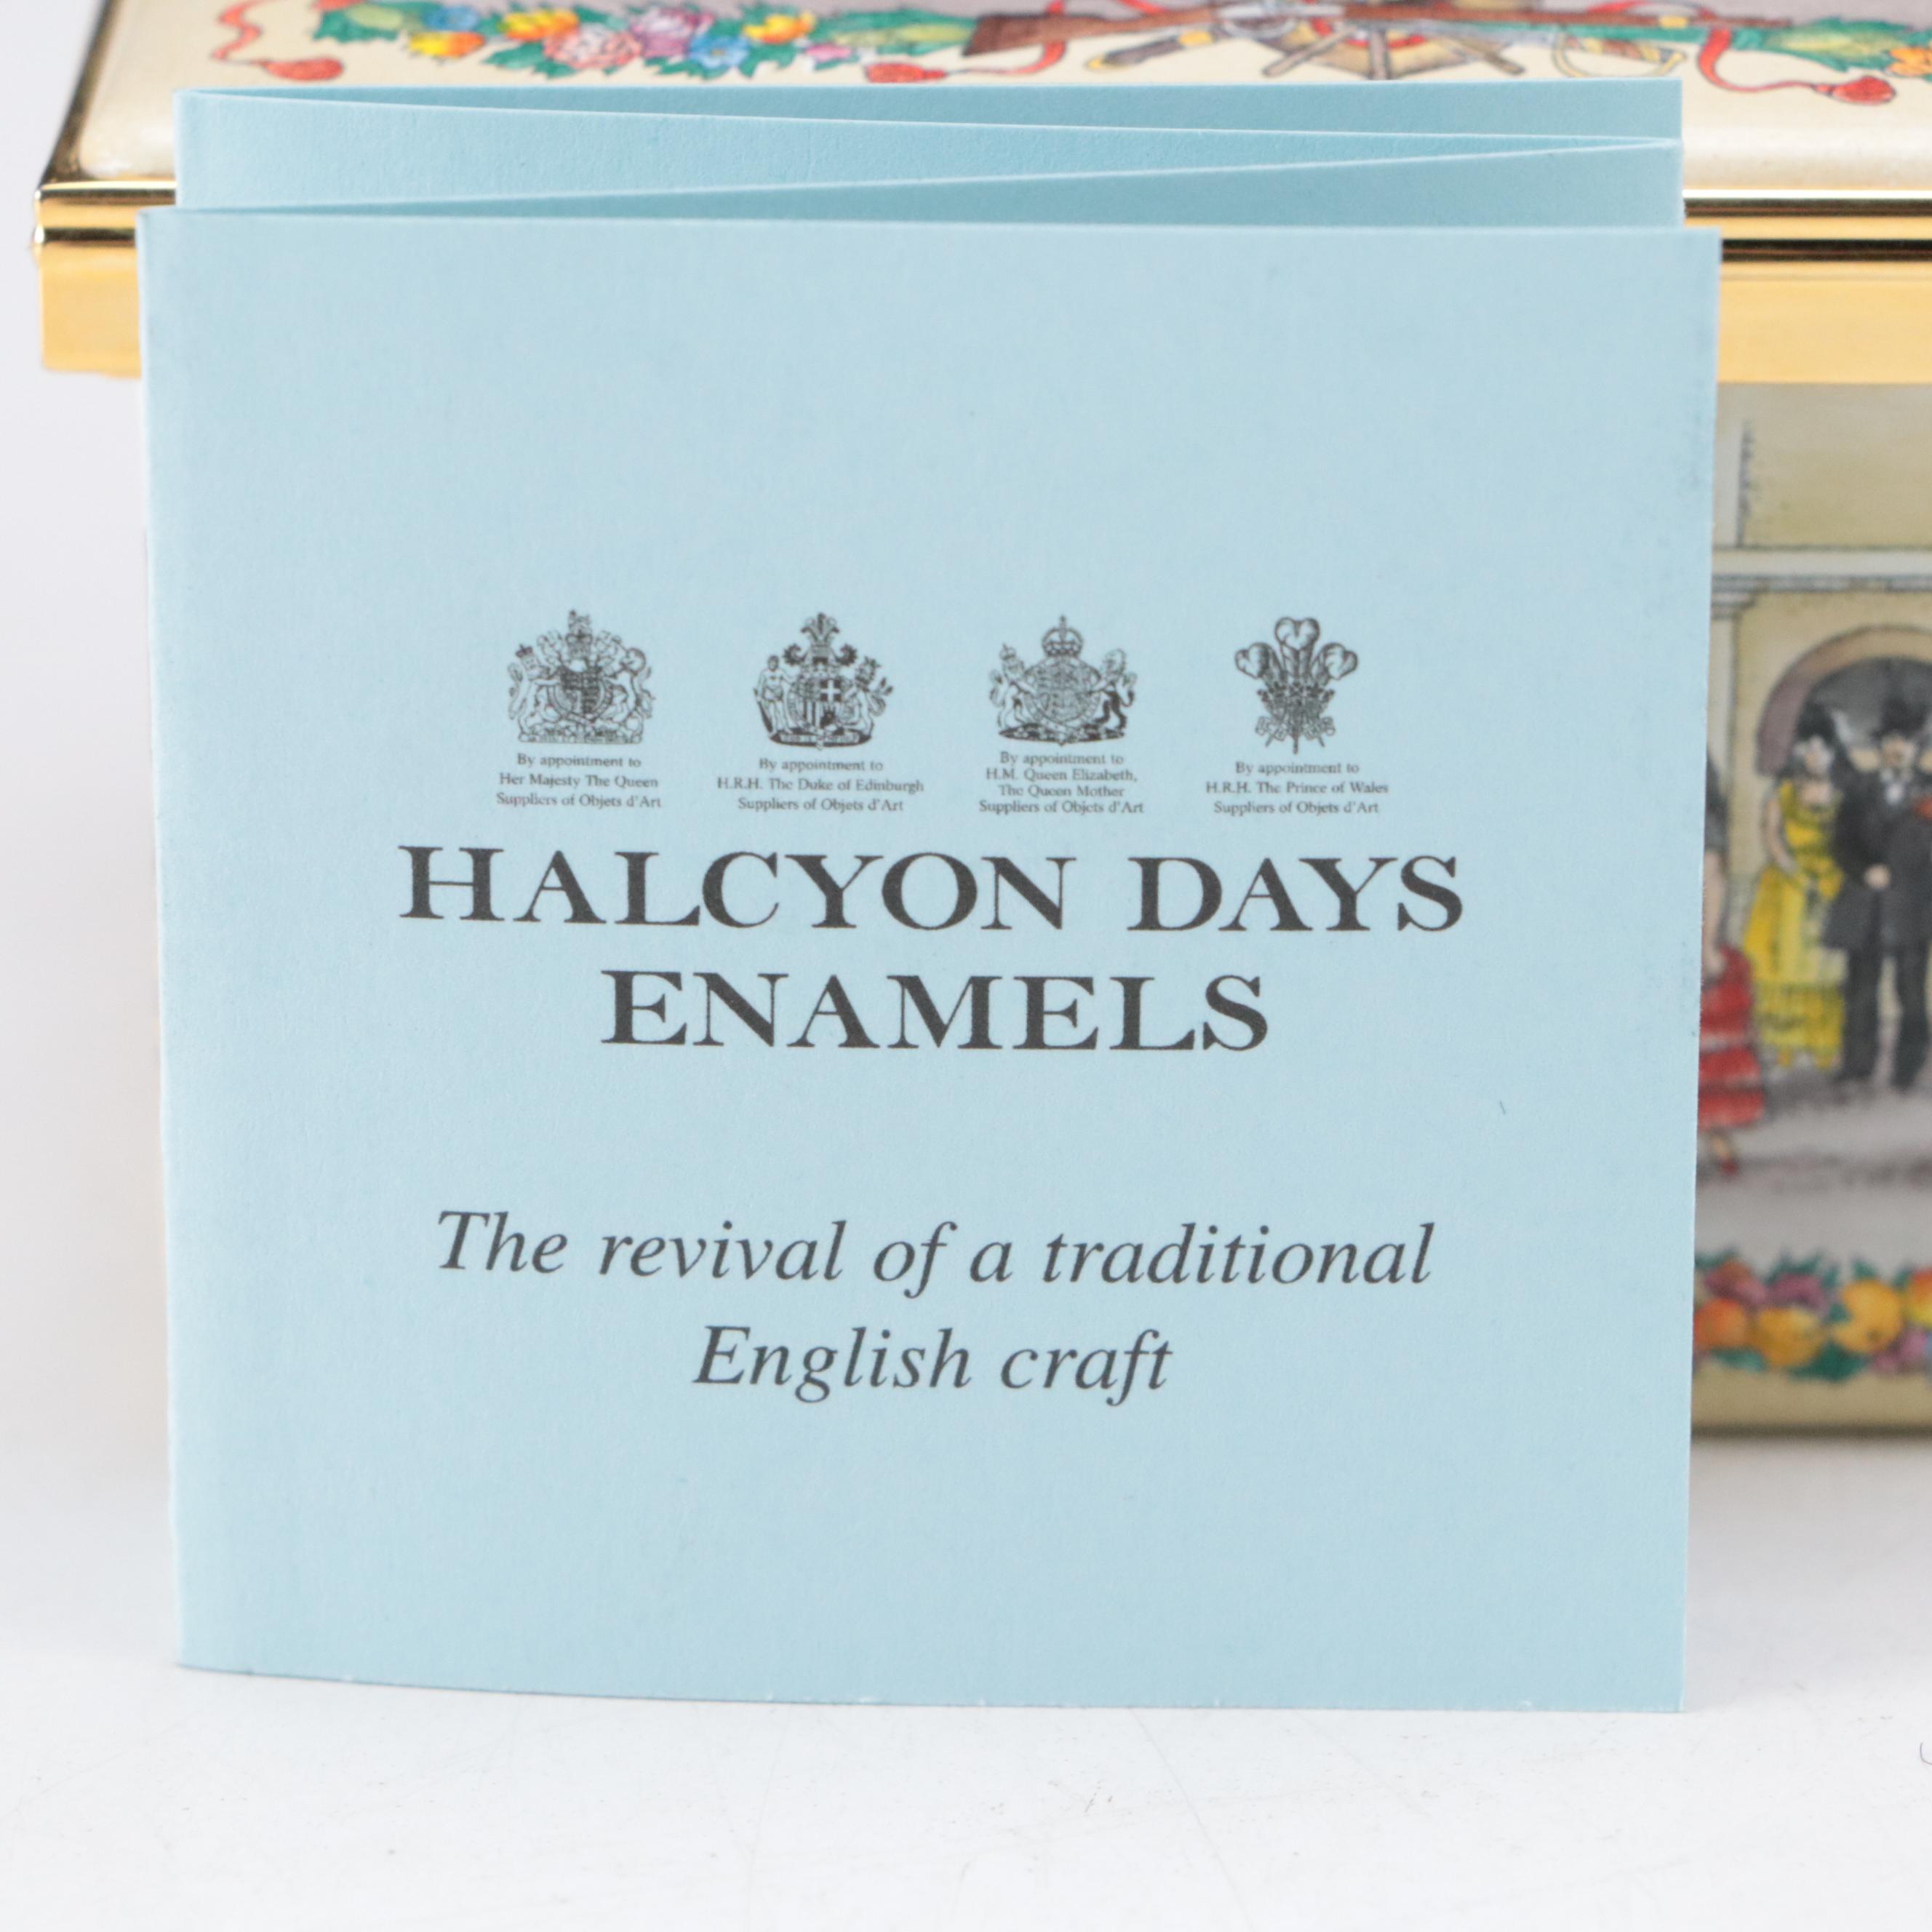 By appointment to
Her Majesty The Queen
Suppliers of Objets d'Art
By appointment to
H.R.H. The Duke of Edinburgh
Suppliers of Objets d'Art
By appointment to
H.M. Queen Elizabeth,
The Queen Mother
Suppliers of Objets d'Art
By appointment to
H.R.H. The Prince of Wales
Suppliers of Objets d'Art
HALCYON DAYS
ENAMELS
The revival of a traditional
English craft